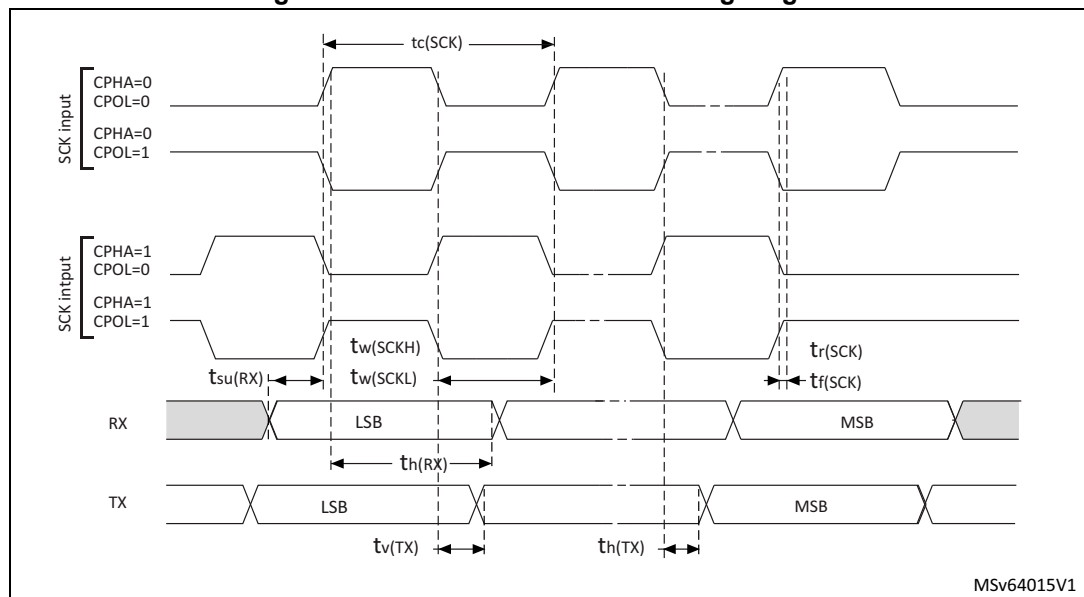 tc(SCK)
SCK input
CPHA=0
CPOL=0
CPHA=0
CPOL=1
SCK intput
CPHA=1
CPOL=0
CPHA=1
CPOL=1
tw(SCKH)
tw(SCKL)
tr(SCK)
tf(SCK)
tsu(RX)
RX
LSB
MSB
th(RX)
TX
LSB
MSB
tv(TX)
th(TX)
MSv64015V1